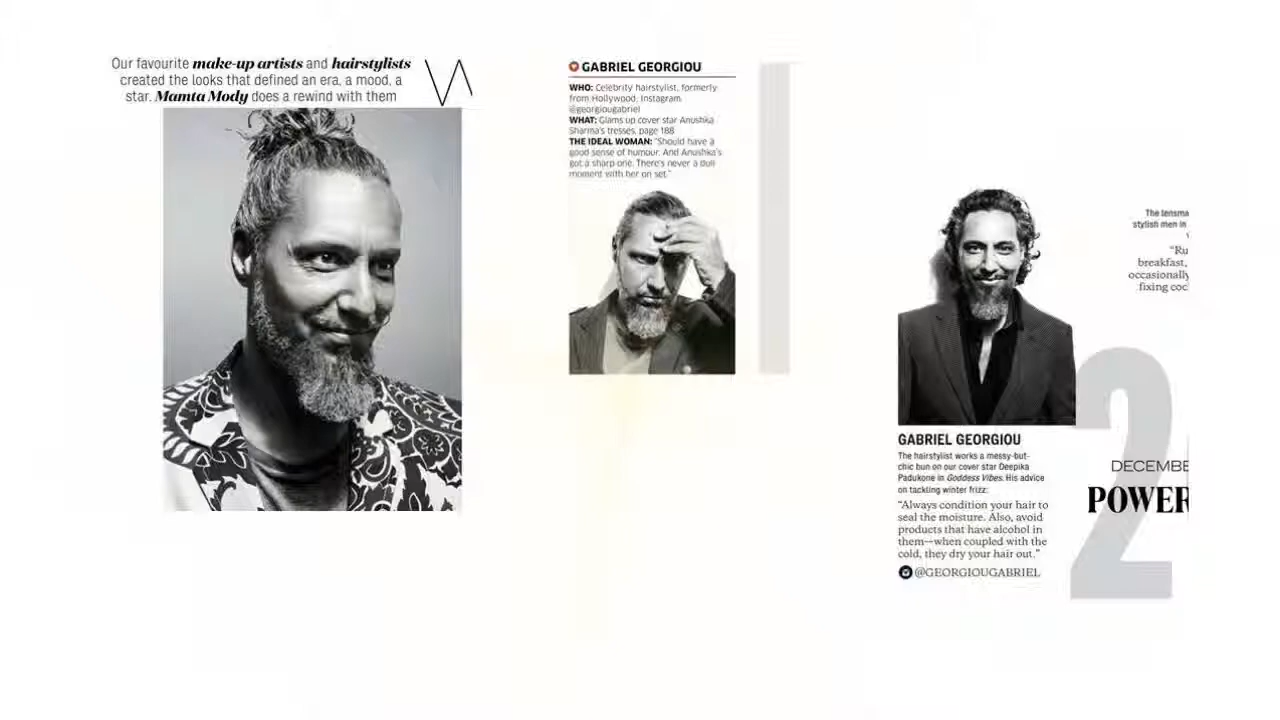 Our favourite make-up artists and hairstylists
created the looks that defined an era, a mood, a
star. Mamta Mody does a rewind with them
GABRIEL GEORGIOU
WHO: Celebrity hairstylist, formerly
from Hollywood; Instagram
@georgiougabriel
WHAT: Glams up cover star Anushka
Sharma's tresses, page 188
THE IDEAL WOMAN: "Should have a
good sense of humour. And Anushka's
got a sharp one. There's never a dull
moment with her on set."
GABRIEL GEORGIOU
The hairstylist works a messy-but-
chic bun on our cover star Deepika
Padukone in Goddess Vibes. His advice
on tackling winter frizz:
"Always condition your hair to
seal the moisture. Also, avoid
products that have alcohol in
them—when coupled with the
cold, they dry your hair out."
@GEORGIOUGABRIEL
The lensma
stylish men in
"Ru
breakfast,
occasionally
fixing coc
2
DECEMBE
POWER